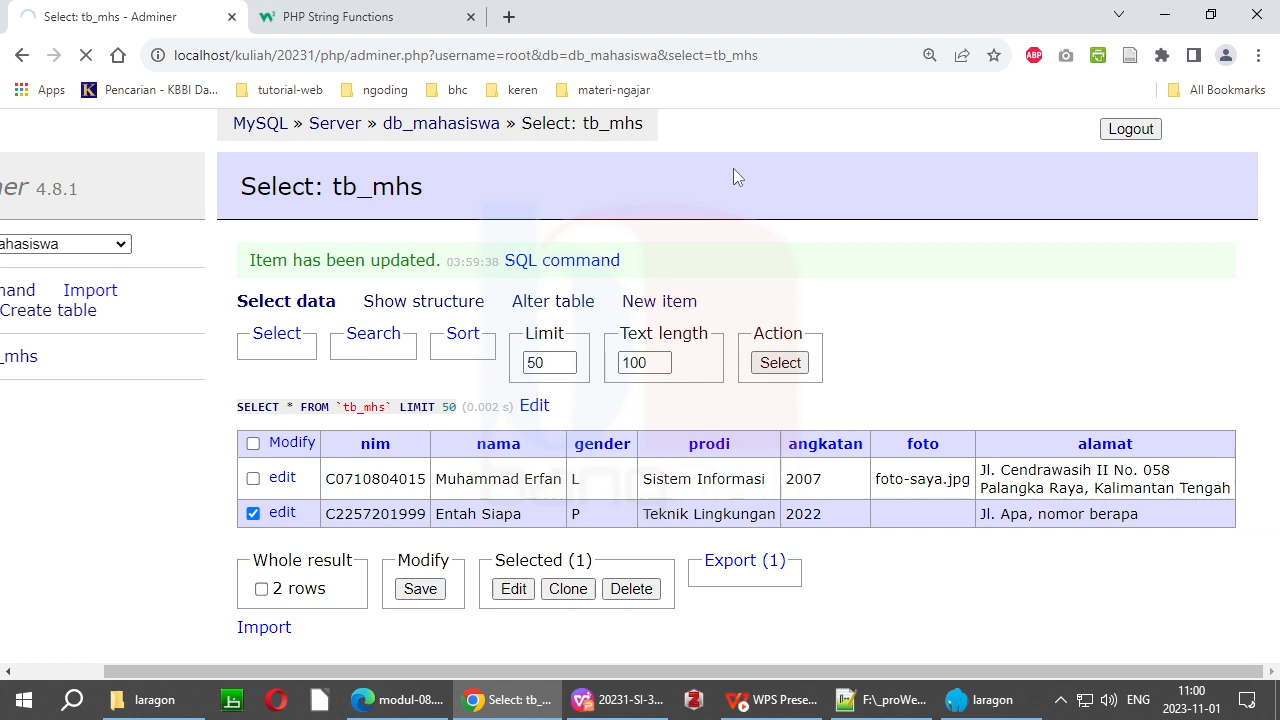 Select: tb_mhs - Adminer
PHP String Functions
localhost/kuliah/20231/php/adminer.php?username=root&db=db_mahasiswa&select=tb_mhs
Apps
Pencarian - KBBI Da...
tutorial-web
ngoding
bhc
keren
materi-ngajar
All Bookmarks
MySQL » Server » db_mahasiswa » Select: tb_mhs
Logout
er 4.8.1
Select: tb_mhs
ahasiswa
Item has been updated. 03:59:38 SQL command
nand Import
Create table
Select data Show structure Alter table New item
_mhs
Select Search Sort Limit Text length Action
50 100 Select
SELECT * FROM `tb_mhs` LIMIT 50 (0.002 s) Edit
Modify nim nama gender prodi angkatan foto alamat
edit C0710804015 Muhammad Erfan L Sistem Informasi 2007 foto-saya.jpg Jl. Cendrawasih II No. 058
Palangka Raya, Kalimantan Tengah
edit C2257201999 Entah Siapa P Teknik Lingkungan 2022 Jl. Apa, nomor berapa
Whole result Modify Selected (1) Export (1)
2 rows Save Edit Clone Delete
Import
laragon
modul-08....
Select: tb_...
20231-SI-3...
WPS Prese...
F:\_proWe...
laragon
ENG
11:00
2023-11-01